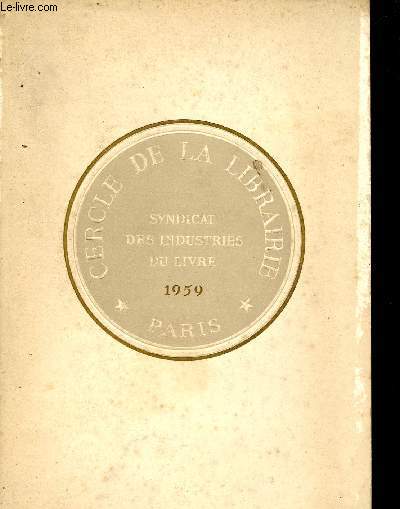 Le-livre.com
CERCLE DE LA LIBRAIRIE
SYNDICAT
DES INDUSTRIES
DU LIVRE
1959
PARIS